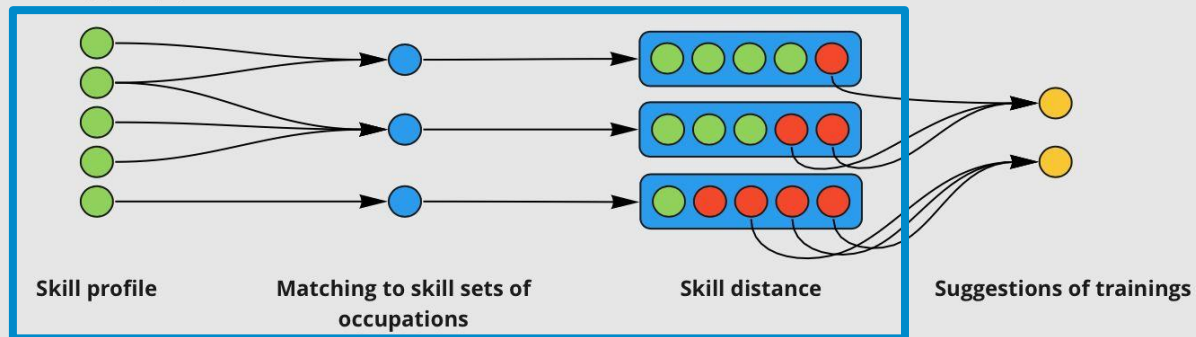 Skill profile
Matching to skill sets of
occupations
Skill distance
Suggestions of trainings